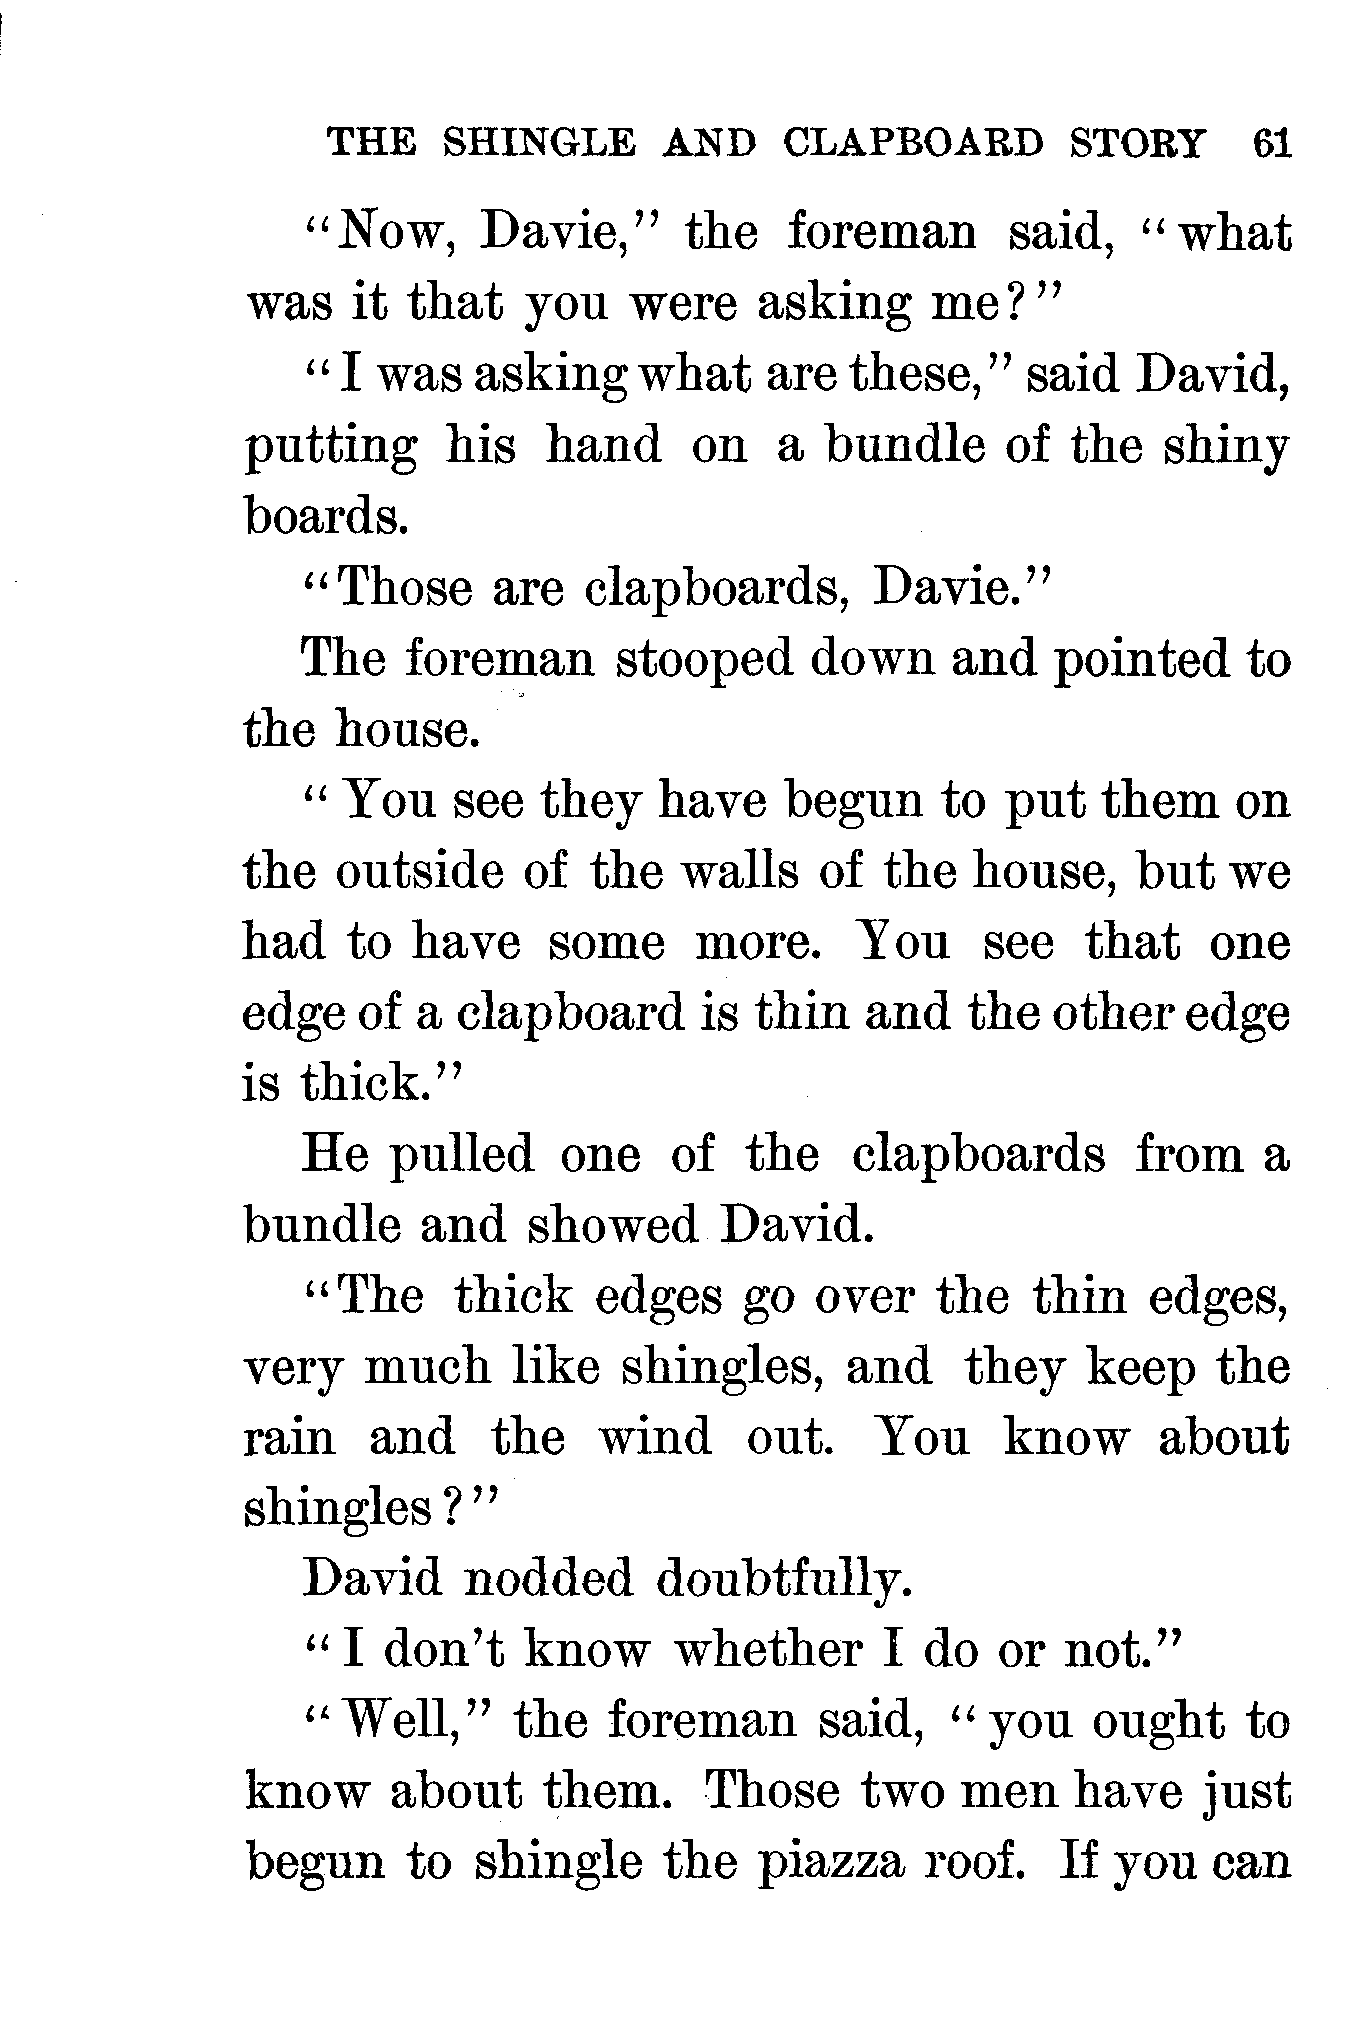 THE SHINGLE AND CLAPBOARD STORY 61
“Now, Davie,” the foreman said, “what
was it that you were asking me?”
“I was asking what are these,” said David,
putting his hand on a bundle of the shiny
boards.
“Those are clapboards, Davie.”
The foreman stooped down and pointed to
the house.
“You see they have begun to put them on
the outside of the walls of the house, but we
had to have some more. You see that one
edge of a clapboard is thin and the other edge
is thick.”
He pulled one of the clapboards from a
bundle and showed David.
“The thick edges go over the thin edges,
very much like shingles, and they keep the
rain and the wind out. You know about
shingles?”
David nodded doubtfully.
“I don’t know whether I do or not.”
“Well,” the foreman said, “you ought to
know about them. Those two men have just
begun to shingle the piazza roof. If you can